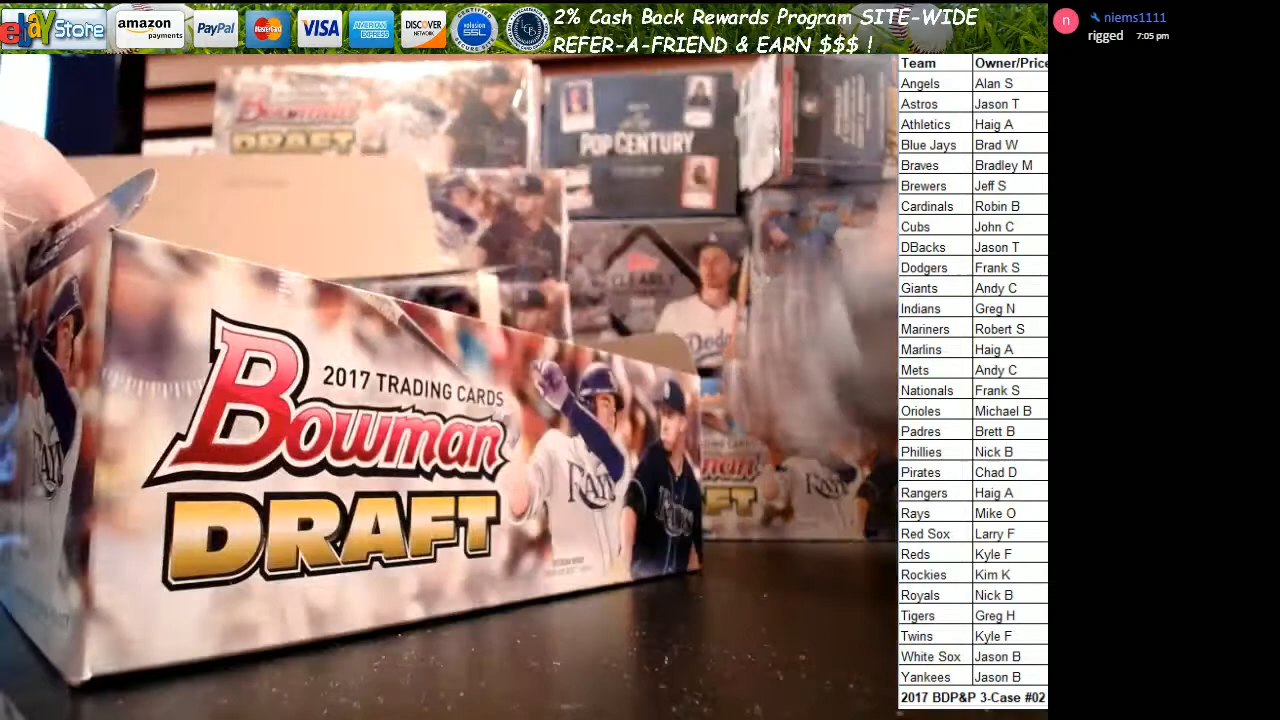 ebay Store
amazon payments
PayPal
MasterCard
VISA
AMERICAN EXPRESS
DISCOVER NETWORK
2% Cash Back Rewards Program SITE-WIDE
REFER-A-FRIEND & EARN $$$ !
n niems1111
rigged 7:05 pm
DRAFT
POP CENTURY
2017 TRADING CARDS
Bowman
DRAFT
Team Owner/Price
Angels Alan S
Astros Jason T
Athletics Haig A
Blue Jays Brad W
Braves Bradley M
Brewers Jeff S
Cardinals Robin B
Cubs John C
DBacks Jason T
Dodgers Frank S
Giants Andy C
Indians Greg N
Mariners Robert S
Marlins Haig A
Mets Andy C
Nationals Frank S
Orioles Michael B
Padres Brett B
Phillies Nick B
Pirates Chad D
Rangers Haig A
Rays Mike O
Red Sox Larry F
Reds Kyle F
Rockies Kim K
Royals Nick B
Tigers Greg H
Twins Kyle F
White Sox Jason B
Yankees Jason B
2017 BDP&P 3-Case #02